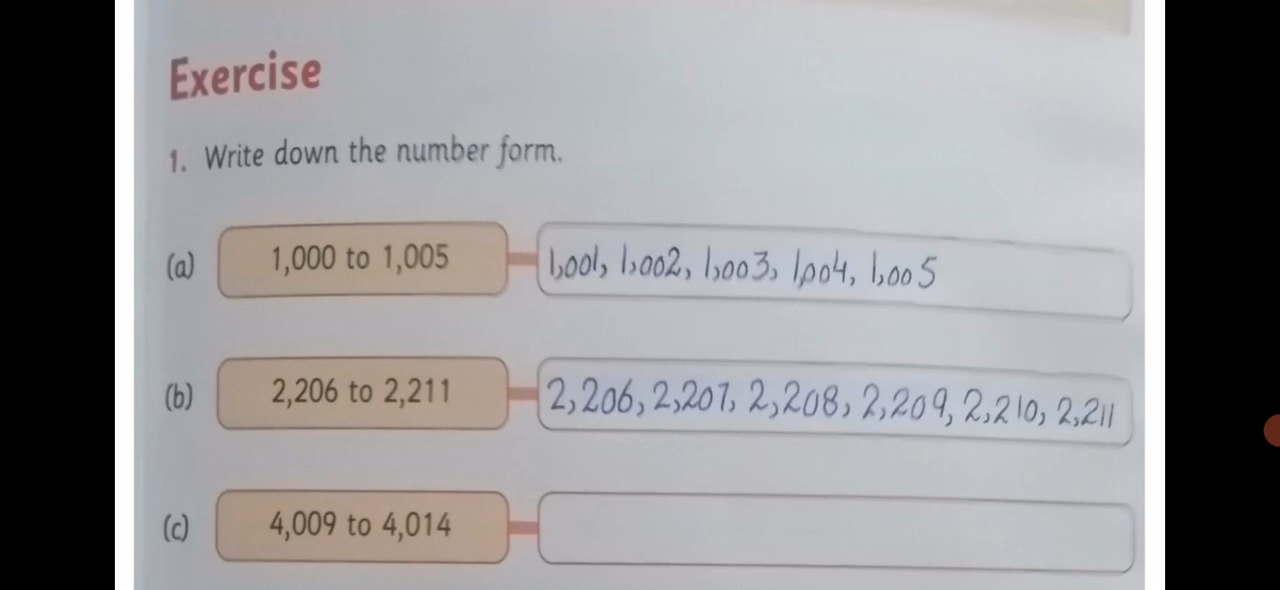 Exercise
1. Write down the number form.
(a) 1,000 to 1,005 1,001, 1,002, 1,003, 1,004, 1,005
(b) 2,206 to 2,211 2,206, 2,207, 2,208, 2,209, 2,210, 2,211
(c) 4,009 to 4,014